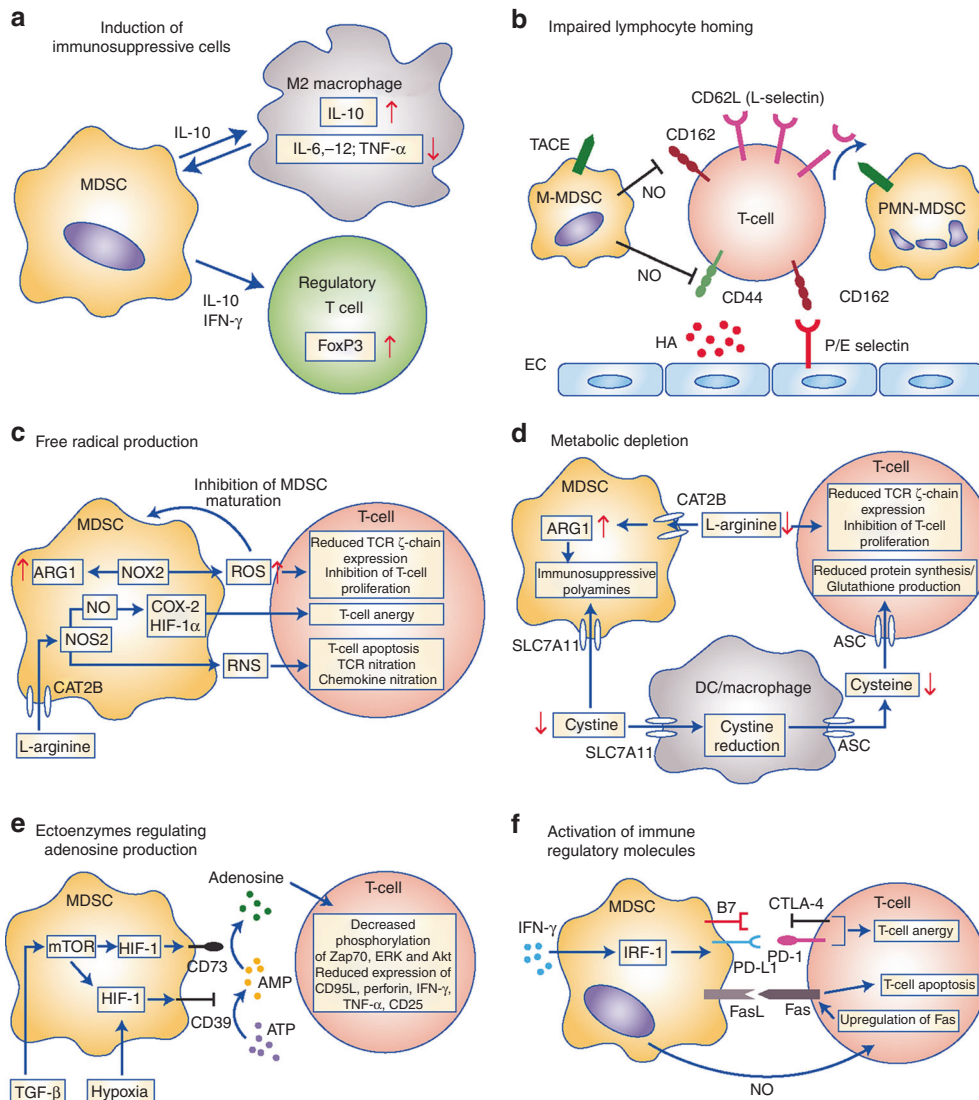 a
Induction of
immunosuppressive cells
M2 macrophage
IL-10
IL-6,–12; TNF-α
IL-10
MDSC
IL-10
IFN-γ
Regulatory
T cell
FoxP3
b
Impaired lymphocyte homing
CD62L (L-selectin)
CD162
TACE
M-MDSC
NO
T-cell
PMN-MDSC
NO
CD44
CD162
HA
P/E selectin
EC
c
Free radical production
Inhibition of MDSC
maturation
MDSC
T-cell
ARG1
NOX2
ROS
Reduced TCR ζ-chain
expression
Inhibition of T-cell
proliferation
NO
COX-2
HIF-1α
T-cell anergy
NOS2
RNS
T-cell apoptosis
TCR nitration
Chemokine nitration
CAT2B
L-arginine
d
Metabolic depletion
T-cell
MDSC
CAT2B
ARG1
L-arginine
Reduced TCR ζ-chain
expression
Inhibition of T-cell
proliferation
Immunosuppressive
polyamines
Reduced protein synthesis/
Glutathione production
SLC7A11
ASC
DC/macrophage
Cysteine
Cystine
SLC7A11
Cystine
reduction
ASC
e
Ectoenzymes regulating
adenosine production
Adenosine
MDSC
T-cell
mTOR
HIF-1
CD73
AMP
HIF-1
CD39
ATP
Decreased
phosphorylation
of Zap70, ERK and Akt
Reduced expression of
CD95L, perforin, IFN-γ,
TNF-α, CD25
TGF-β
Hypoxia
f
Activation of immune
regulatory molecules
MDSC
B7
CTLA-4
T-cell
IFN-γ
IRF-1
PD-L1
PD-1
T-cell anergy
FasL
Fas
T-cell apoptosis
Upregulation of Fas
NO